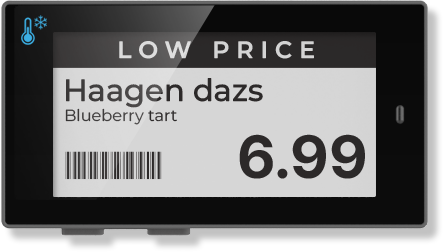 LOW PRICE
Haagen dazs
Blueberry tart
6.99